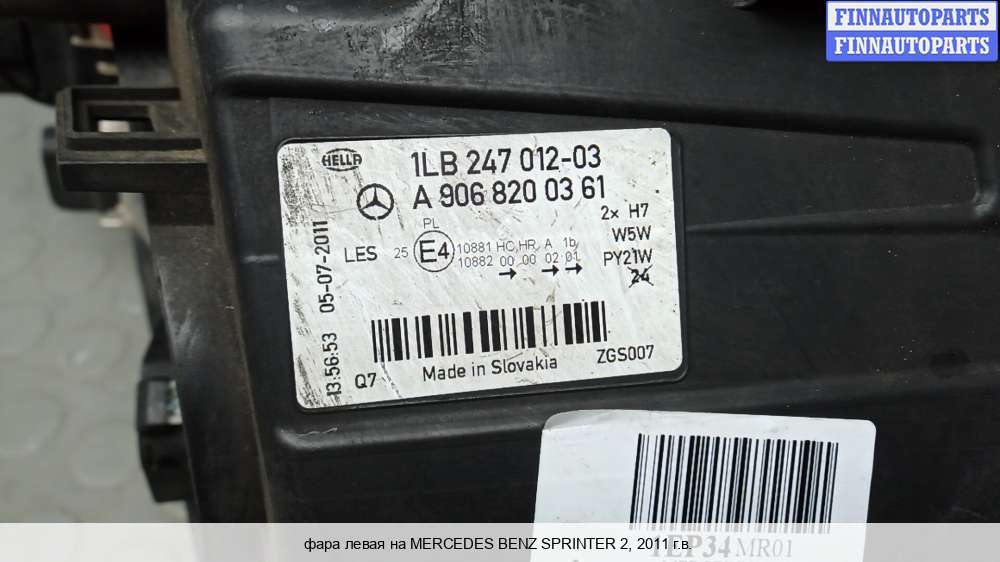 FINNAUTOPARTS
FINNAUTOPARTS
HELLA
1LB 247 012-03
A 906 820 03 61
2x H7
W5W
PY21W
24
PL
LES 25 E4 10881 HC, HR, A 1b,
10882 00 00 02 01
13:56:53 05-07-2011
Q7 Made in Slovakia ZGS007
1EP34MR01
фара левая на MERCEDES BENZ SPRINTER 2, 2011 г.в.